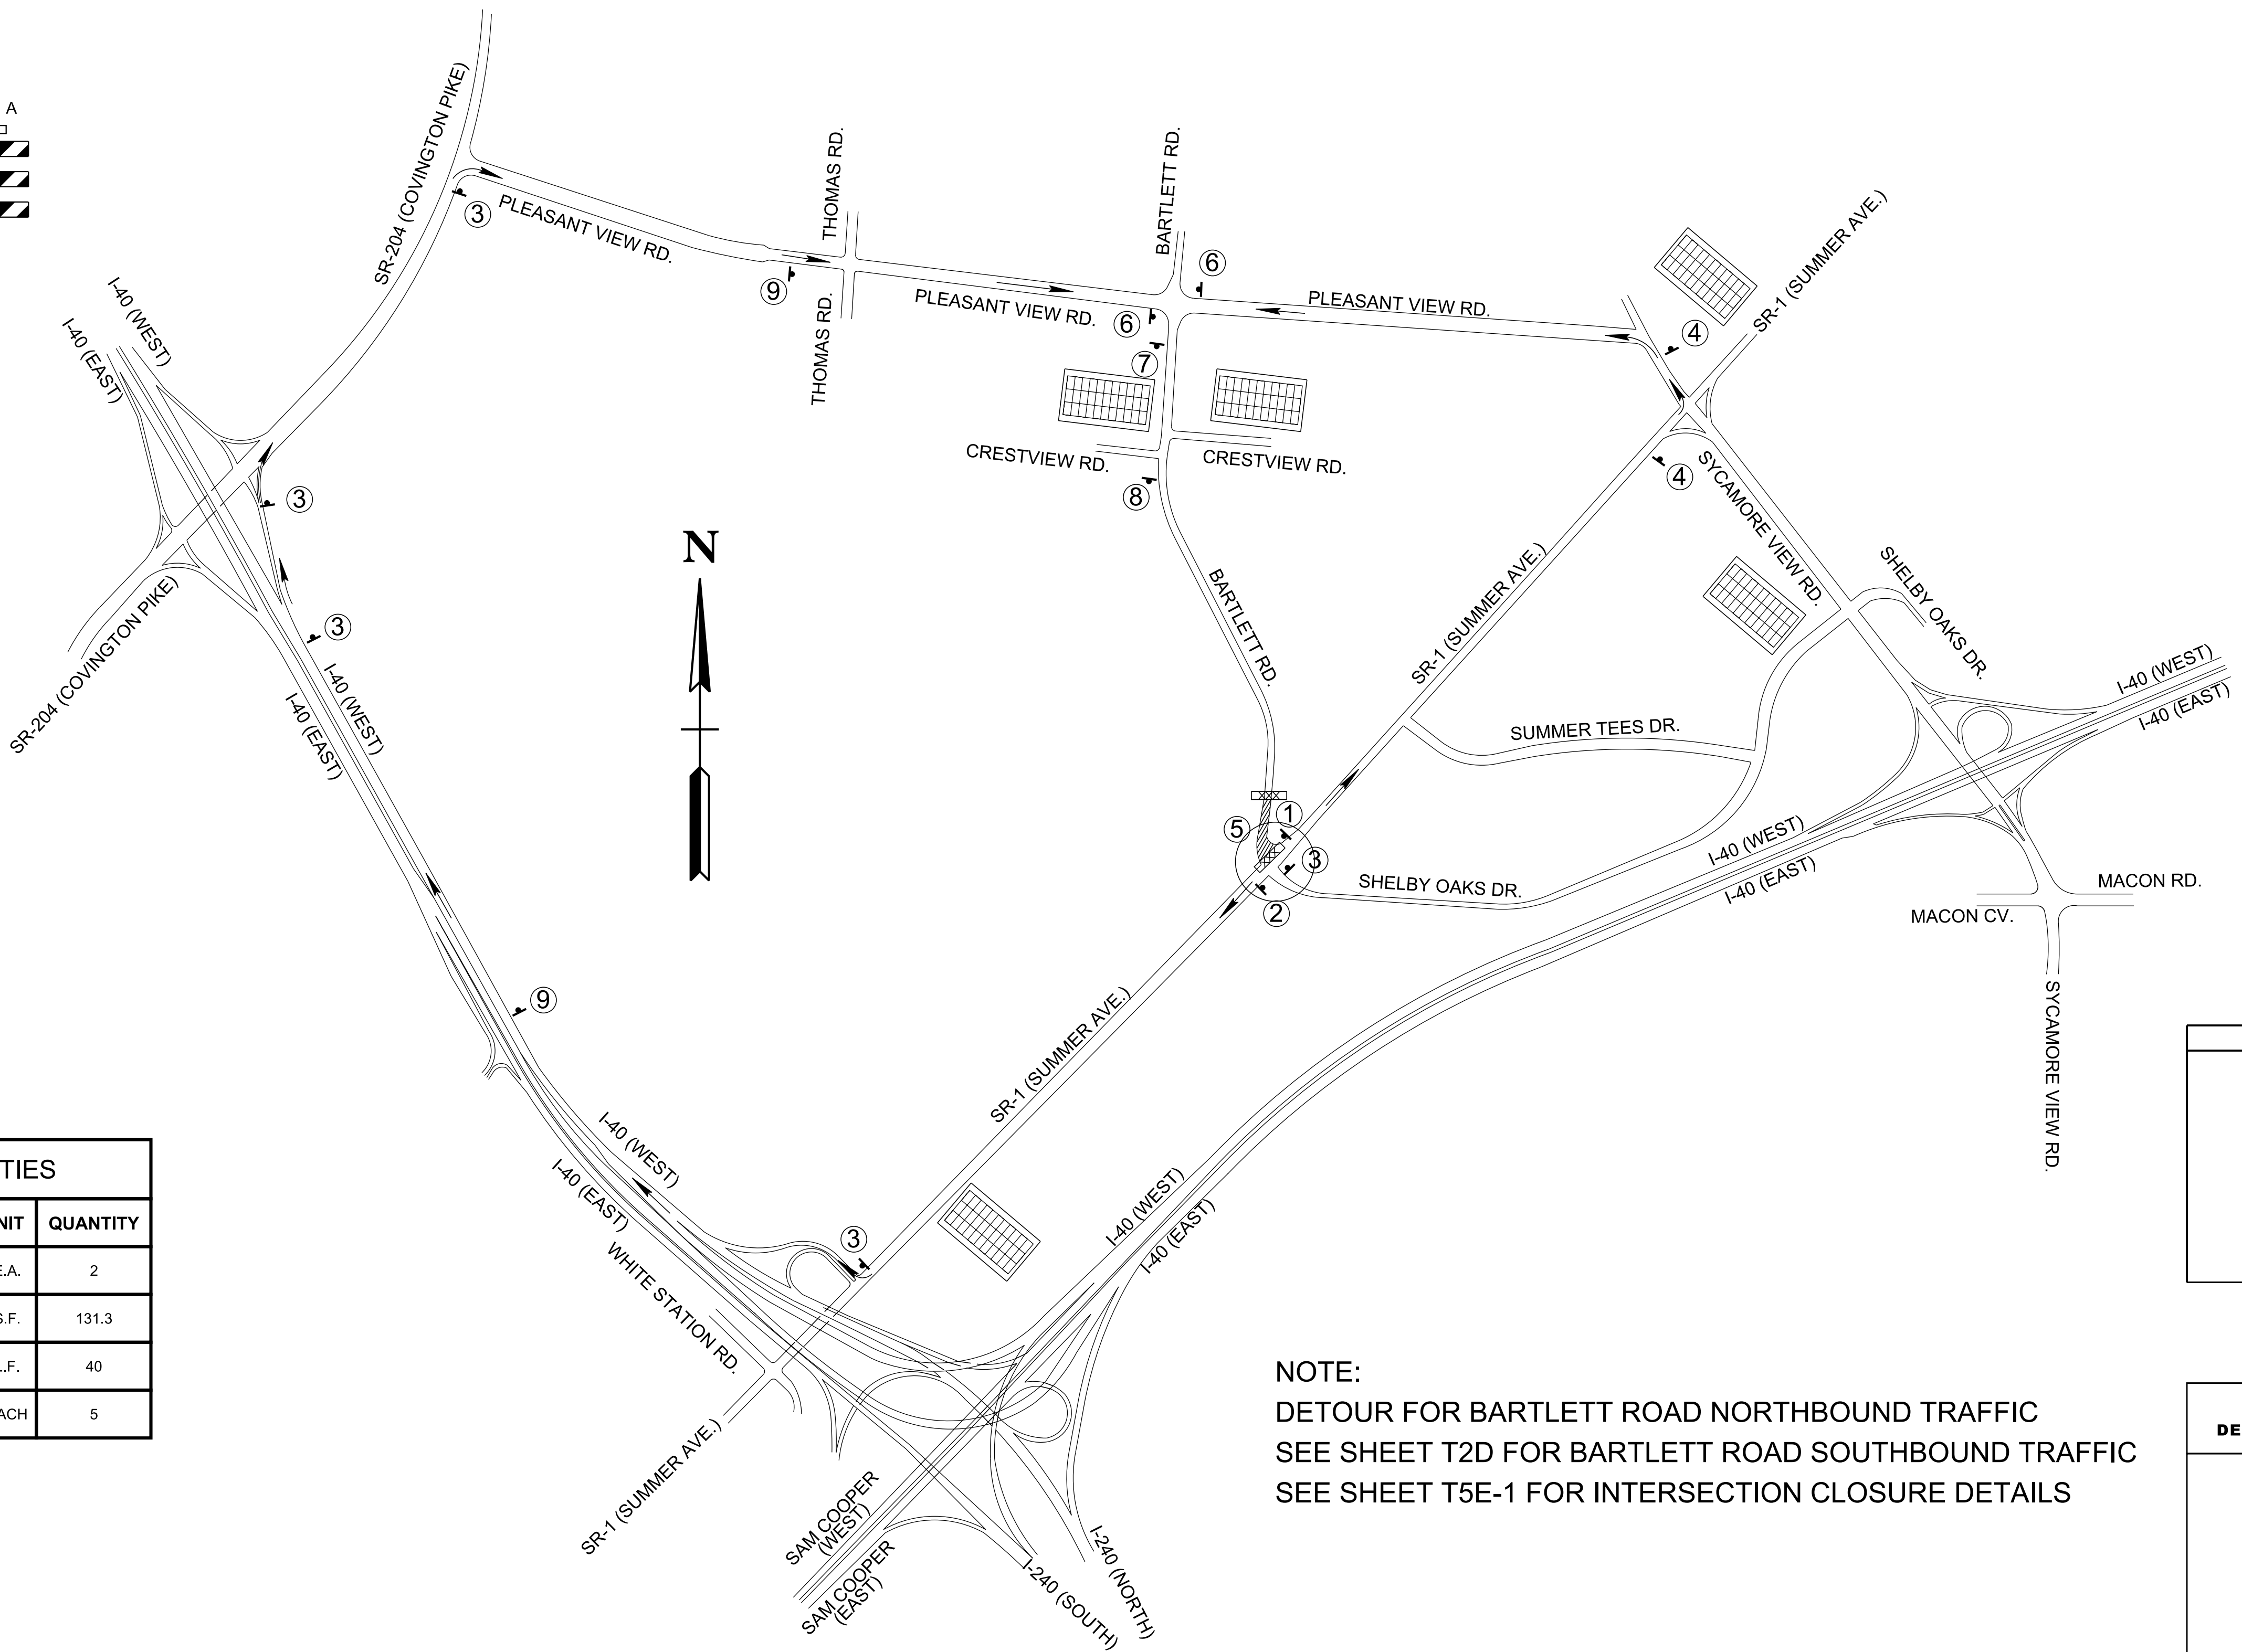 A
SR-204 (COVINGTON PIKE)
THOMAS RD.
BARTLETT RD.
3
PLEASANT VIEW RD.
SR-1 (SUMMER AVE.)
6
9
PLEASANT VIEW RD.
PLEASANT VIEW RD.
6
4
I-40 (WEST)
I-40 (EAST)
THOMAS RD.
7
CRESTVIEW RD.
CRESTVIEW RD.
4
8
3
SYCAMORE VIEW RD.
N
SHELBY OAKS DR.
3
SR-204 (COVINGTON PIKE)
I-40 (WEST)
I-40 (EAST)
BARTLETT RD.
SR-1 (SUMMER AVE.)
I-40 (WEST)
I-40 (EAST)
SUMMER TEES DR.
1
5
3
2
SHELBY OAKS DR.
I-40 (WEST)
I-40 (EAST)
MACON RD.
MACON CV.
SYCAMORE VIEW RD.
9
SR-1 (SUMMER AVE.)
I-40 (WEST)
I-40 (EAST)
WHITE STATION RD.
3
I-40 (WEST)
I-40 (EAST)
TIES
NIT QUANTITY
E.A. 2
S.F. 131.3
L.F. 40
ACH 5
SR-1 (SUMMER AVE.)
SAM COOPER
(WEST)
SAM COOPER
(EAST)
I-240 (SOUTH)
I-240 (NORTH)
NOTE:
DETOUR FOR BARTLETT ROAD NORTHBOUND TRAFFIC
SEE SHEET T2D FOR BARTLETT ROAD SOUTHBOUND TRAFFIC
SEE SHEET T5E-1 FOR INTERSECTION CLOSURE DETAILS
DE